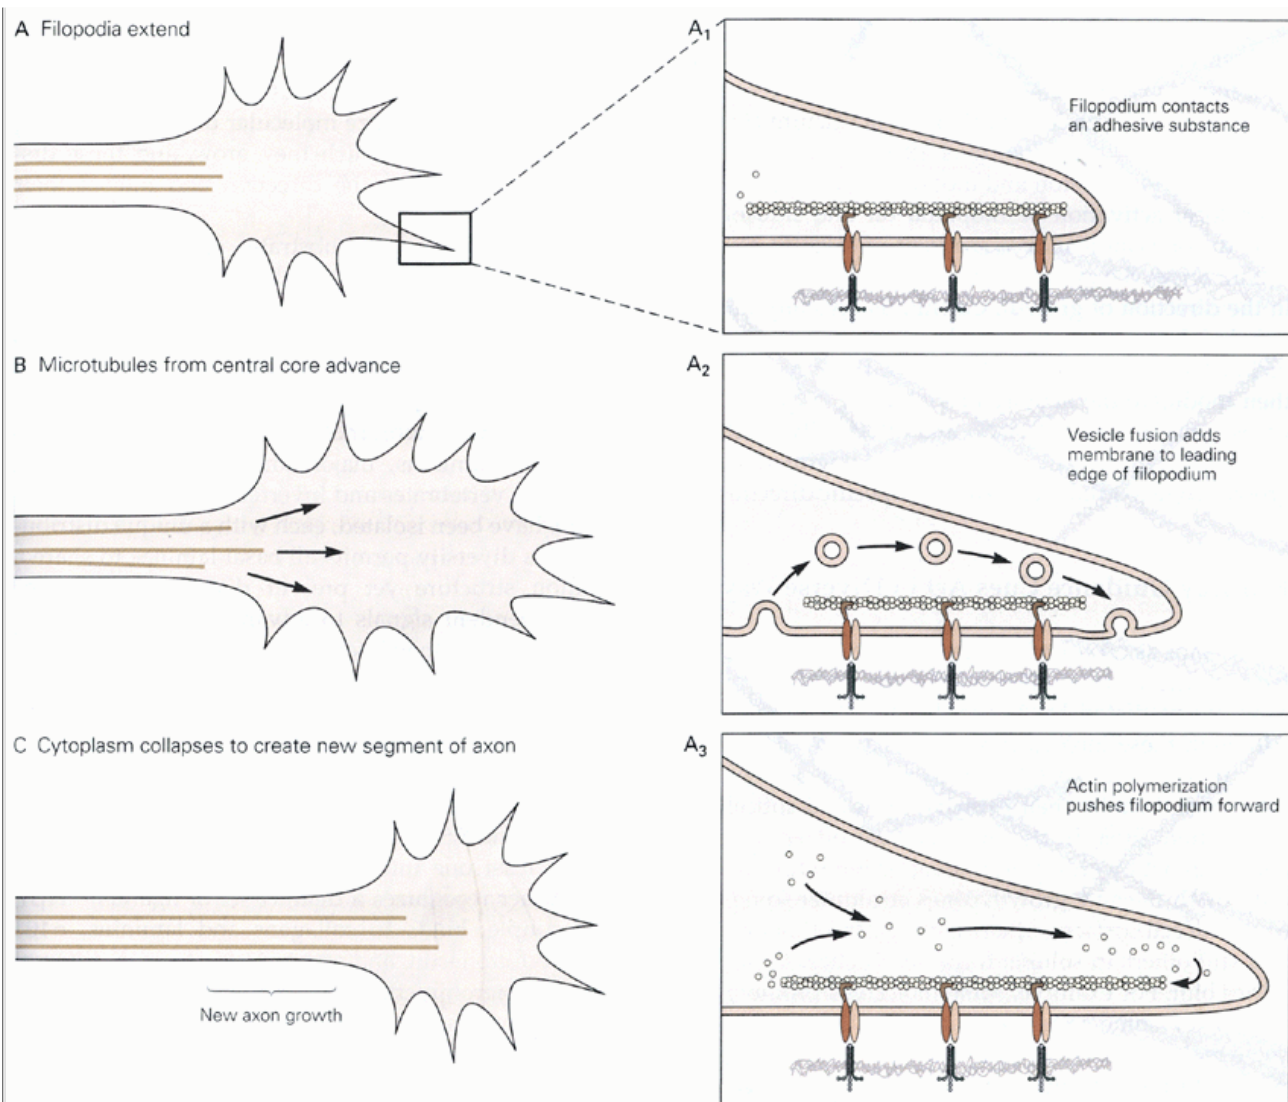 A Filopodia extend
A1
Filopodium contacts
an adhesive substance
B Microtubules from central core advance
A2
Vesicle fusion adds
membrane to leading
edge of filopodium
C Cytoplasm collapses to create new segment of axon
New axon growth
A3
Actin polymerization
pushes filopodium forward